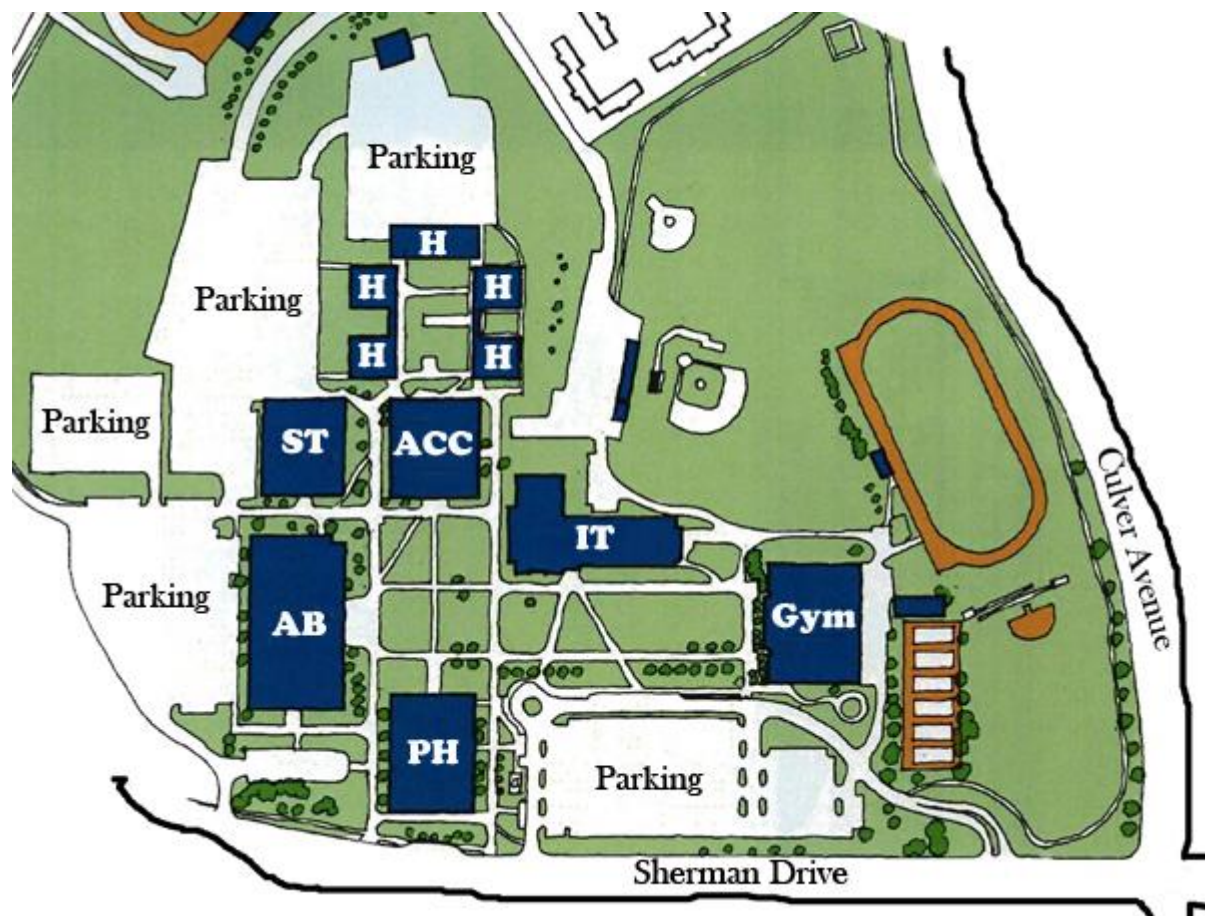 Parking
H
H
H
Parking
H
H
Parking
ST
ACC
Culver Avenue
IT
Parking
AB
Gym
PH
Parking
Sherman Drive